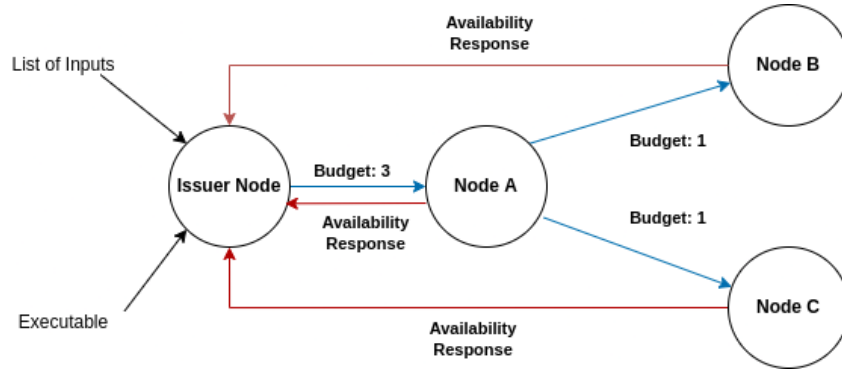 Availability
Response
Node B
List of Inputs
Budget: 1
Issuer Node
Budget: 3
Node A
Availability
Response
Budget: 1
Executable
Availability
Response
Node C